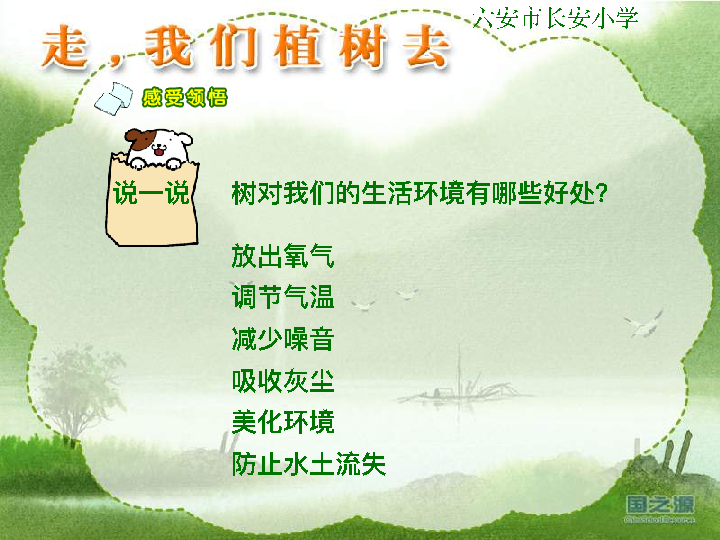 六安市长安小学
走，我们植树去
感受领悟
说一说 树对我们的生活环境有哪些好处?
放出氧气
调节气温
减少噪音
吸收灰尘
美化环境
防止水土流失
国之源